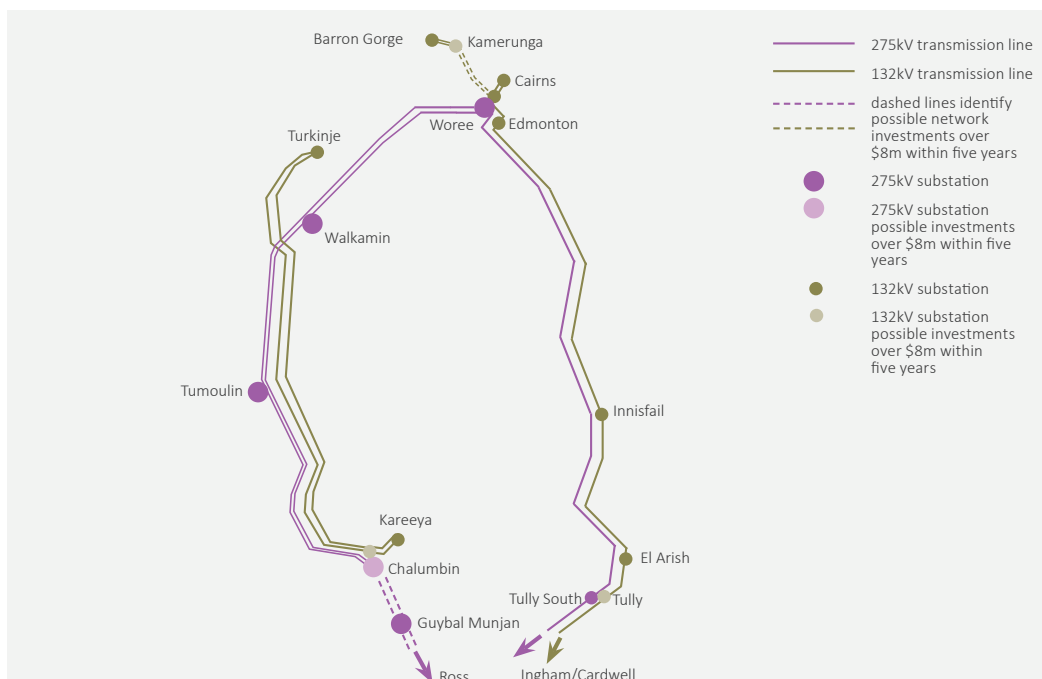 Barron Gorge
Kamerunga
Cairns
Woree
Edmonton
Turkinje
Walkamin
Tumoulin
Innisfail
Kareeya
Chalumbin
El Arish
Tully South
Tully
Guybal Munjan
Ross
Ingham/Cardwell
275kV transmission line
132kV transmission line
dashed lines identify
possible network
investments over
$8m within five years
275kV substation
275kV substation
possible investments
over $8m within five
years
132kV substation
132kV substation
possible investments
over $8m within
five years